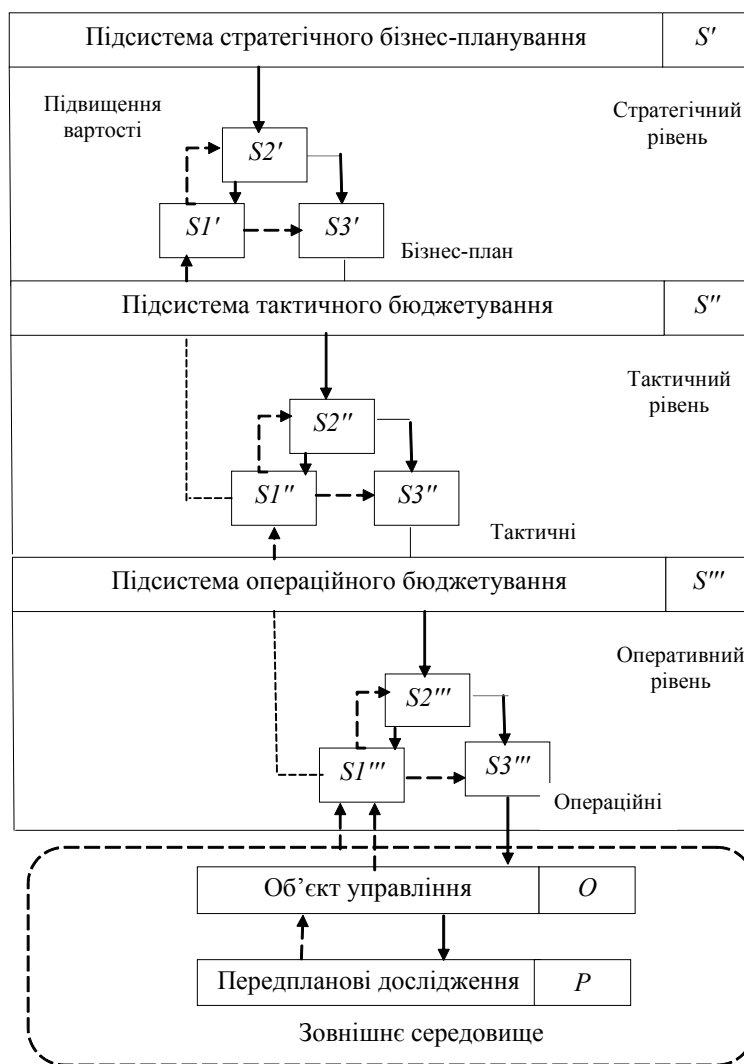 Підсистема стратегічного бізнес-планування S'
Підвищення
вартості
Стратегічний
рівень
S2'
S1' S3'
Бізнес-план
Підсистема тактичного бюджетування S''
Тактичний
рівень
S2''
S1'' S3''
Тактичні
Підсистема операційного бюджетування S'''
Оперативний
рівень
S2'''
S1''' S3'''
Операційні
Об’єкт управління O
Передпланові дослідження P
Зовнішнє середовище